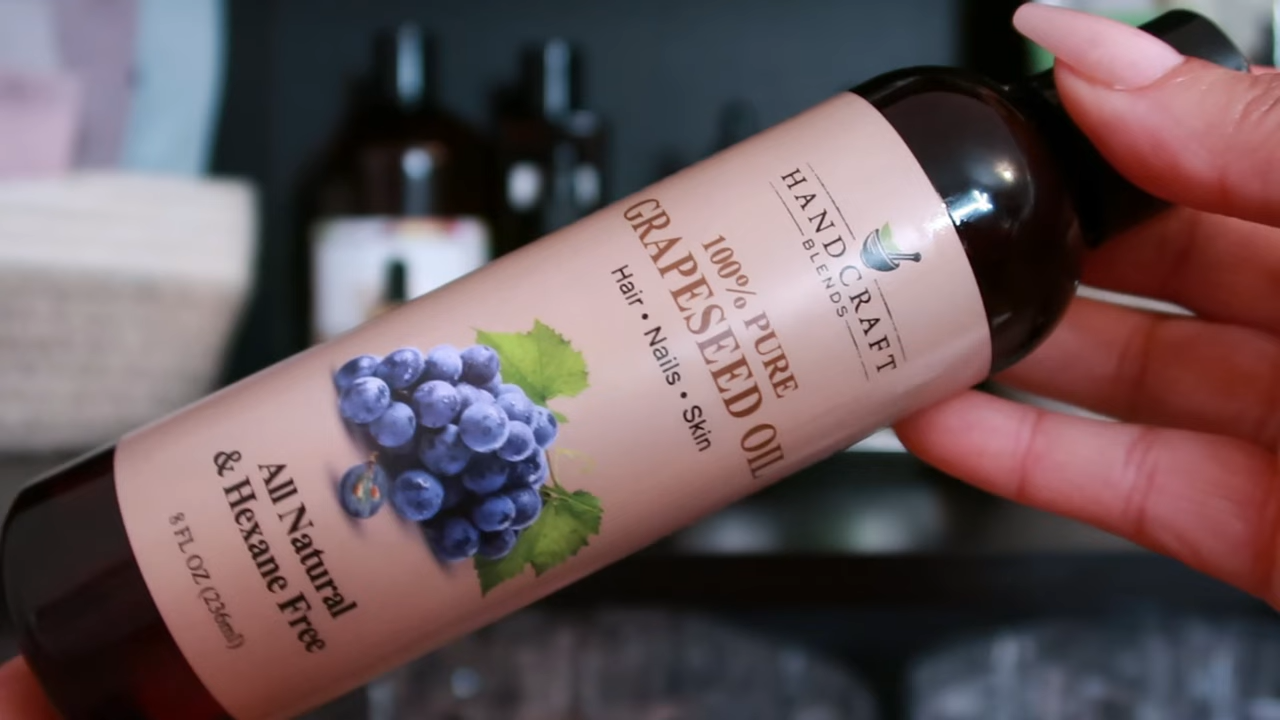 HANDCRAFT
BLENDS
100% PURE
GRAPESEED OIL
Hair • Nails • Skin
All Natural
& Hexane Free
8 FL OZ (236ml)